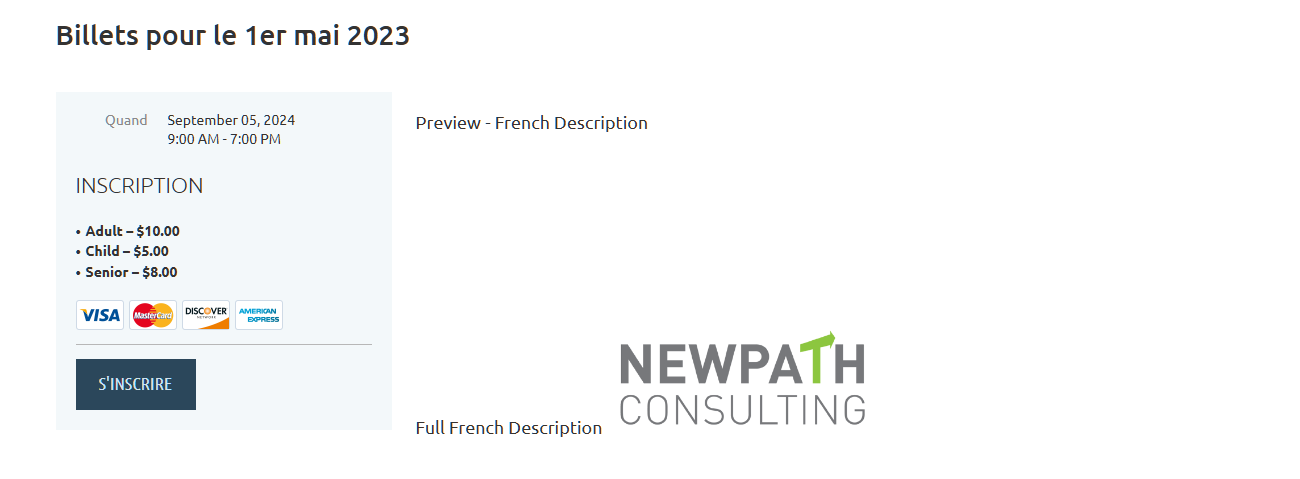 Billets pour le 1er mai 2023
Quand September 05, 2024
9:00 AM - 7:00 PM
INSCRIPTION
• Adult – $10.00
• Child – $5.00
• Senior – $8.00
VISA MasterCard DISCOVER NETWORK AMERICAN EXPRESS
S'INSCRIRE
Preview - French Description
NEWPATH
CONSULTING
Full French Description